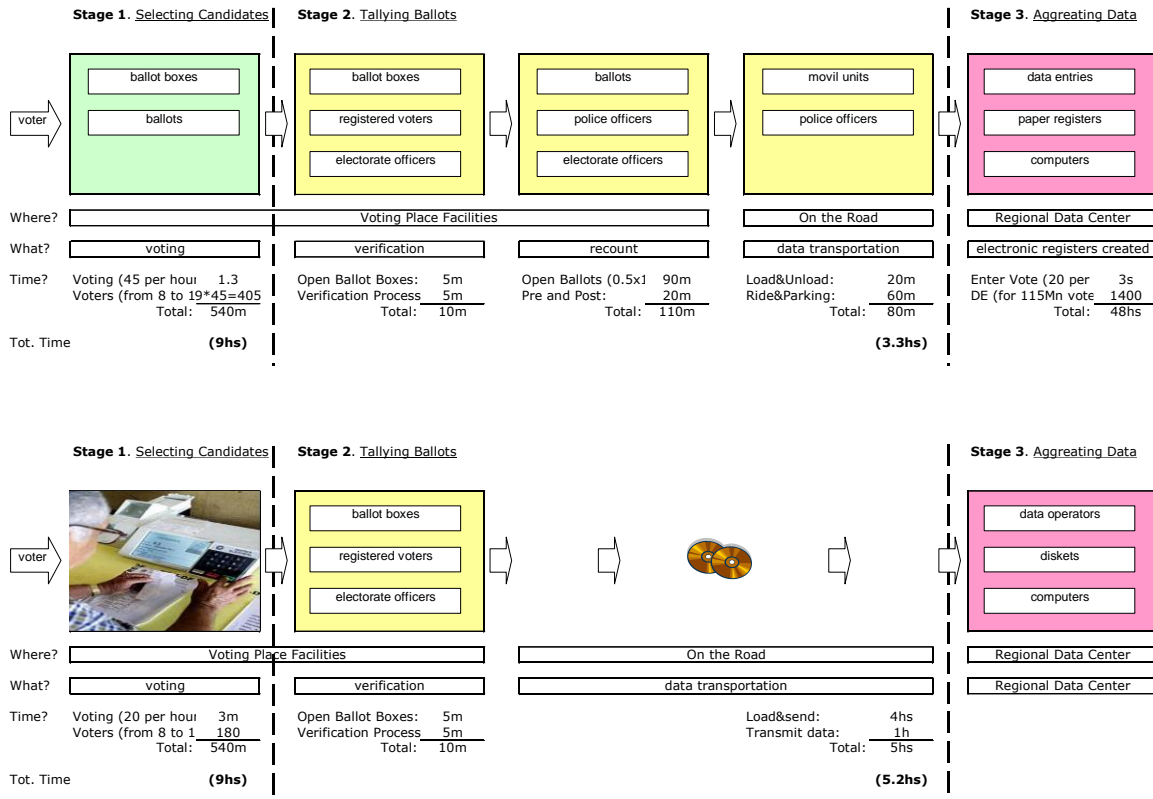 Stage 1. Selecting Candidates Stage 2. Tallying Ballots Stage 3. Aggreating Data
ballot boxes ballot boxes ballots movil units data entries
voter ballots registered voters police officers police officers paper registers
electorate officers electorate officers computers
Where? Voting Place Facilities On the Road Regional Data Center
What? voting verification recount data transportation electronic registers created
Time? Voting (45 per hour 1.3 Open Ballot Boxes: 5m Open Ballots (0.5x1 90m Load&Unload: 20m Enter Vote (20 per 3s
Voters (from 8 to 19*45=405 Verification Process 5m Pre and Post: 20m Ride&Parking: 60m DE (for 115Mn vote 1400
Total: 540m Total: 10m Total: 110m Total: 80m Total: 48hs
Tot. Time (9hs) (3.3hs)
Stage 1. Selecting Candidates Stage 2. Tallying Ballots Stage 3. Aggreating Data
ballot boxes data operators
voter registered voters diskets
electorate officers computers
Where? Voting Place Facilities On the Road Regional Data Center
What? voting verification data transportation Regional Data Center
Time? Voting (20 per hour 3m Open Ballot Boxes: 5m Load&send: 4hs
Voters (from 8 to 1 180 Verification Process 5m Transmit data: 1h
Total: 540m Total: 10m Total: 5hs
Tot. Time (9hs) (5.2hs)